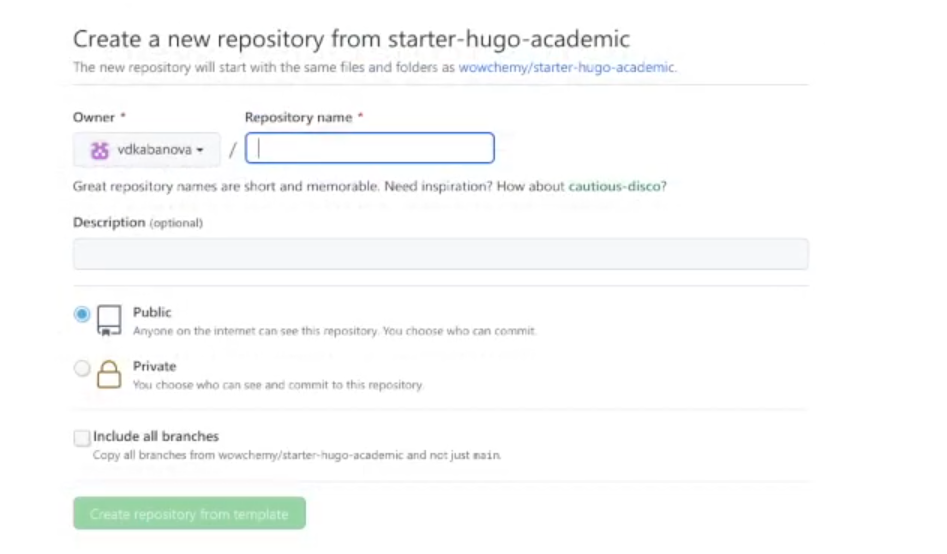 Create a new repository from starter-hugo-academic
The new repository will start with the same files and folders as wowchemy/starter-hugo-academic.
Owner * Repository name *
vdkabanova /
Great repository names are short and memorable. Need inspiration? How about cautious-disco?
Description (optional)
Public
Anyone on the internet can see this repository. You choose who can commit.
Private
You choose who can see and commit to this repository.
Include all branches
Copy all branches from wowchemy/starter-hugo-academic and not just main.
Create repository from template